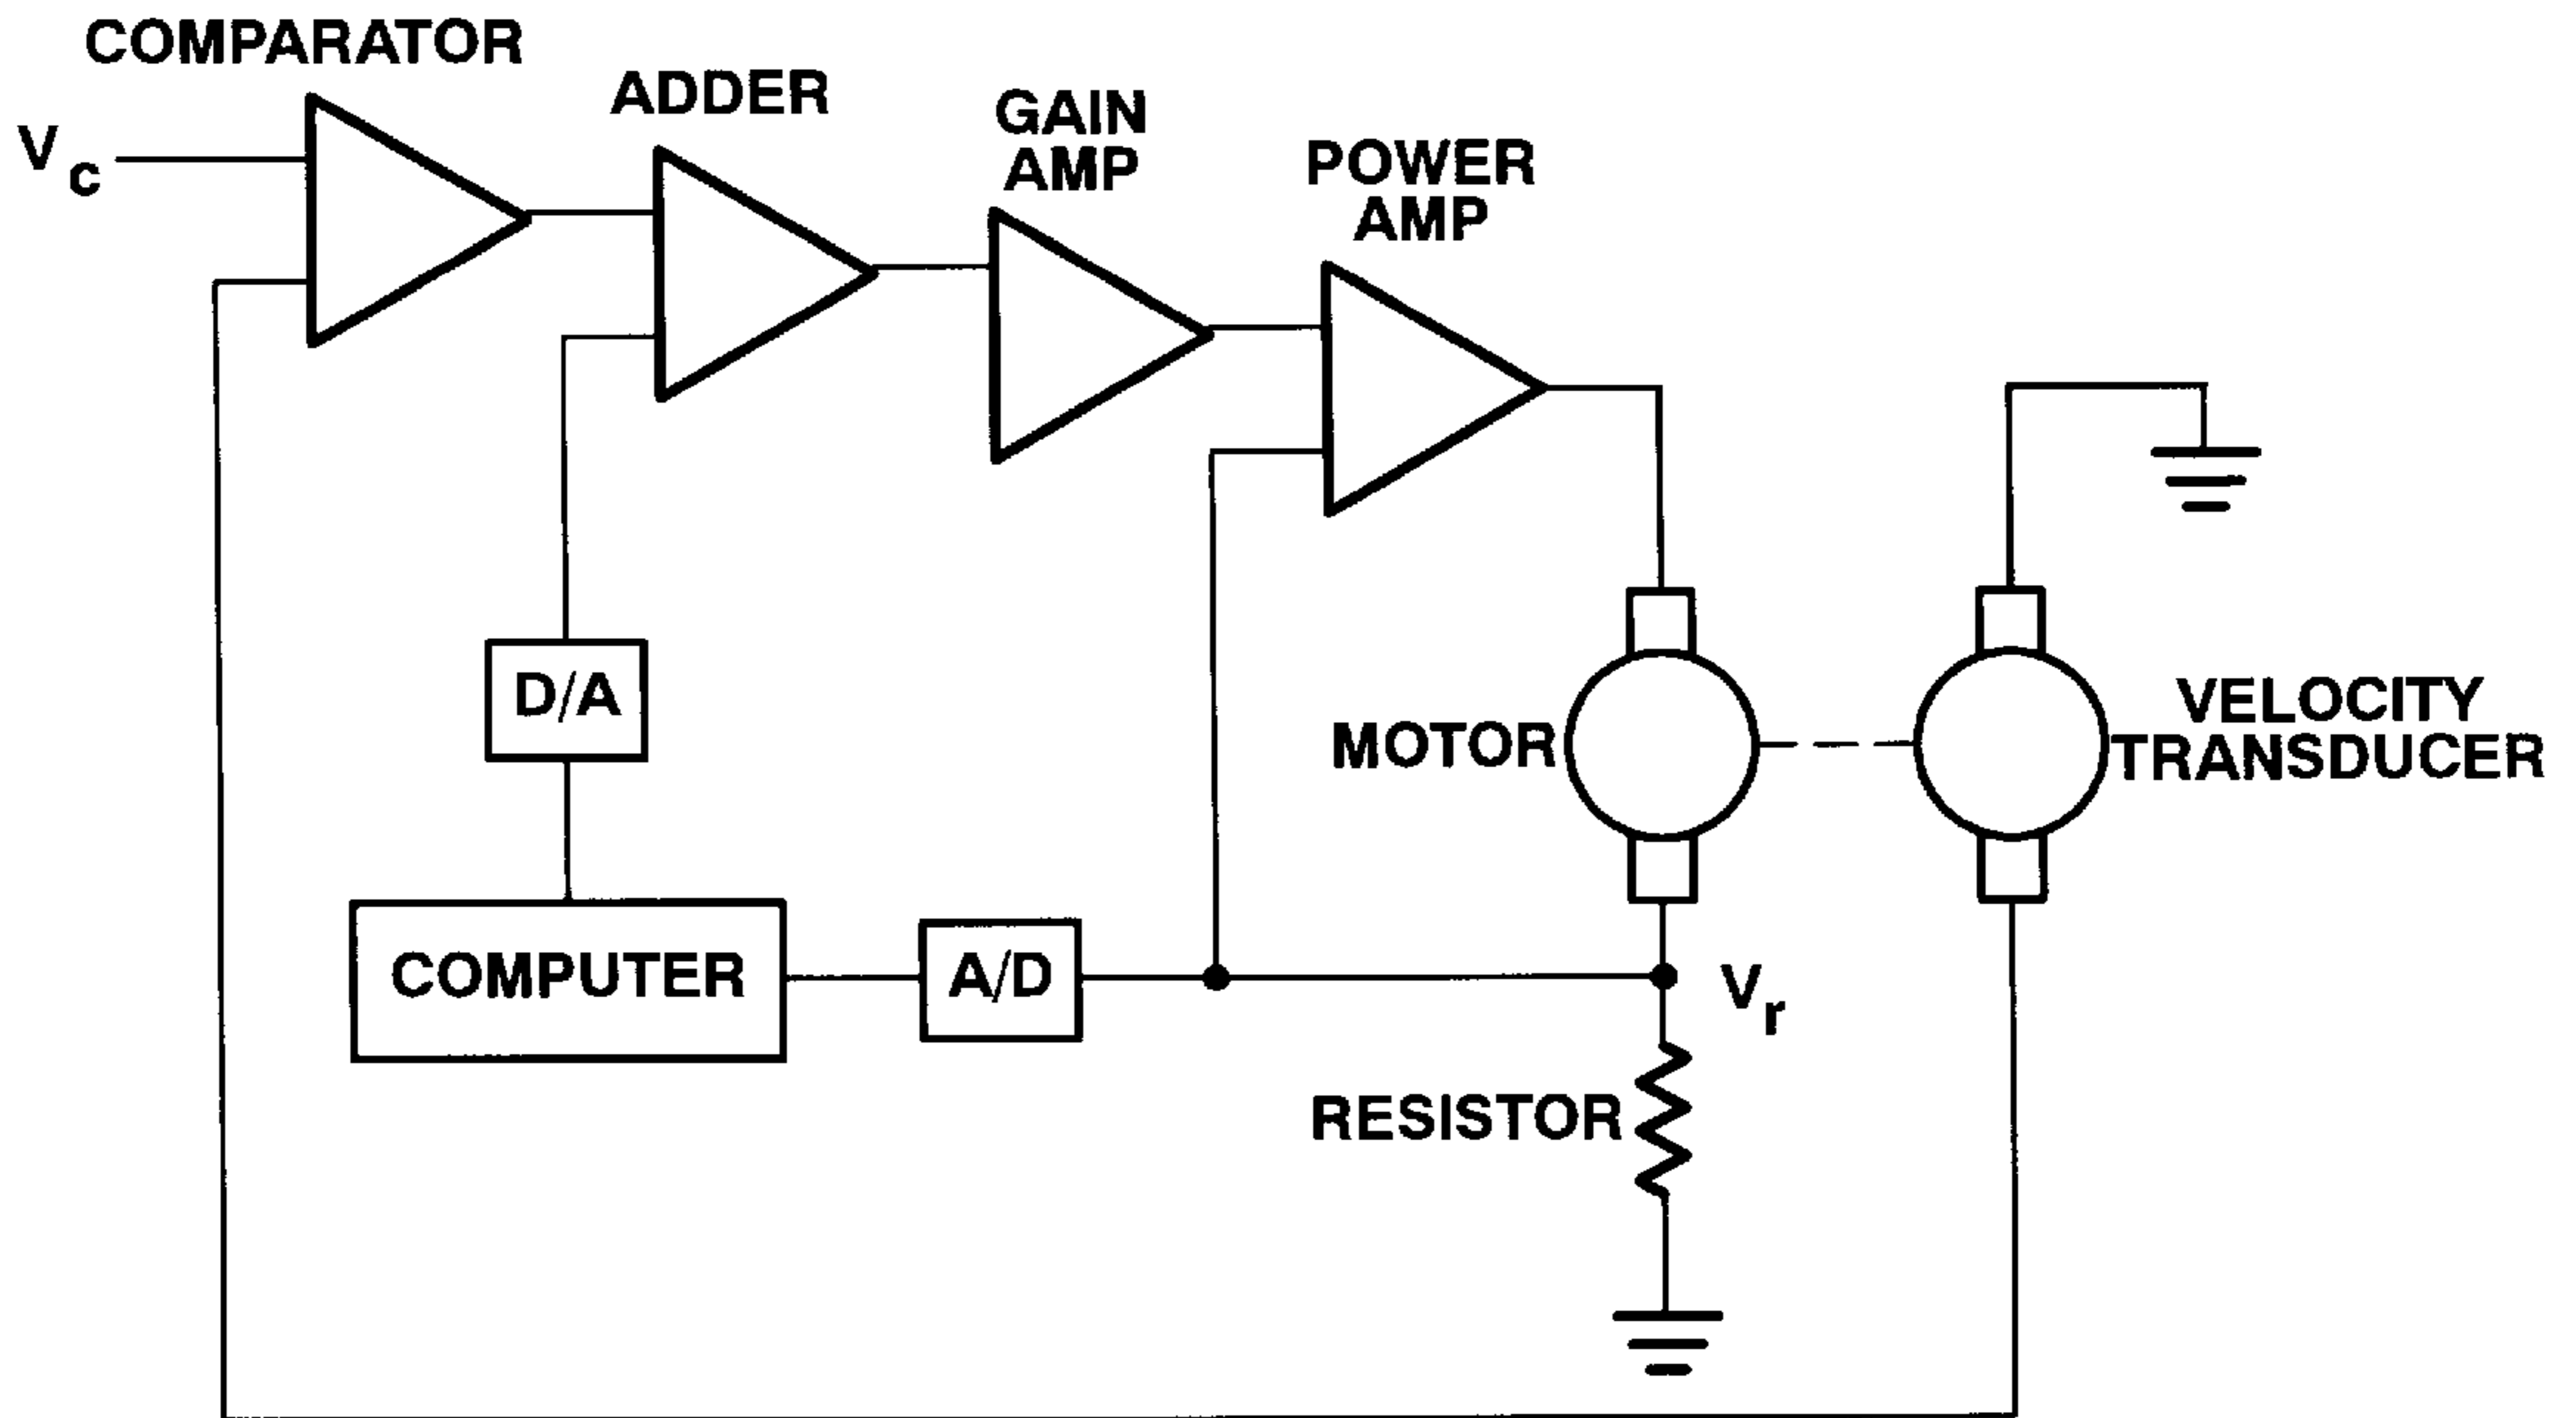 COMPARATOR
ADDER
GAIN
AMP
POWER
AMP
Vc
D/A
MOTOR
VELOCITY
TRANSDUCER
COMPUTER
A/D
Vr
RESISTOR